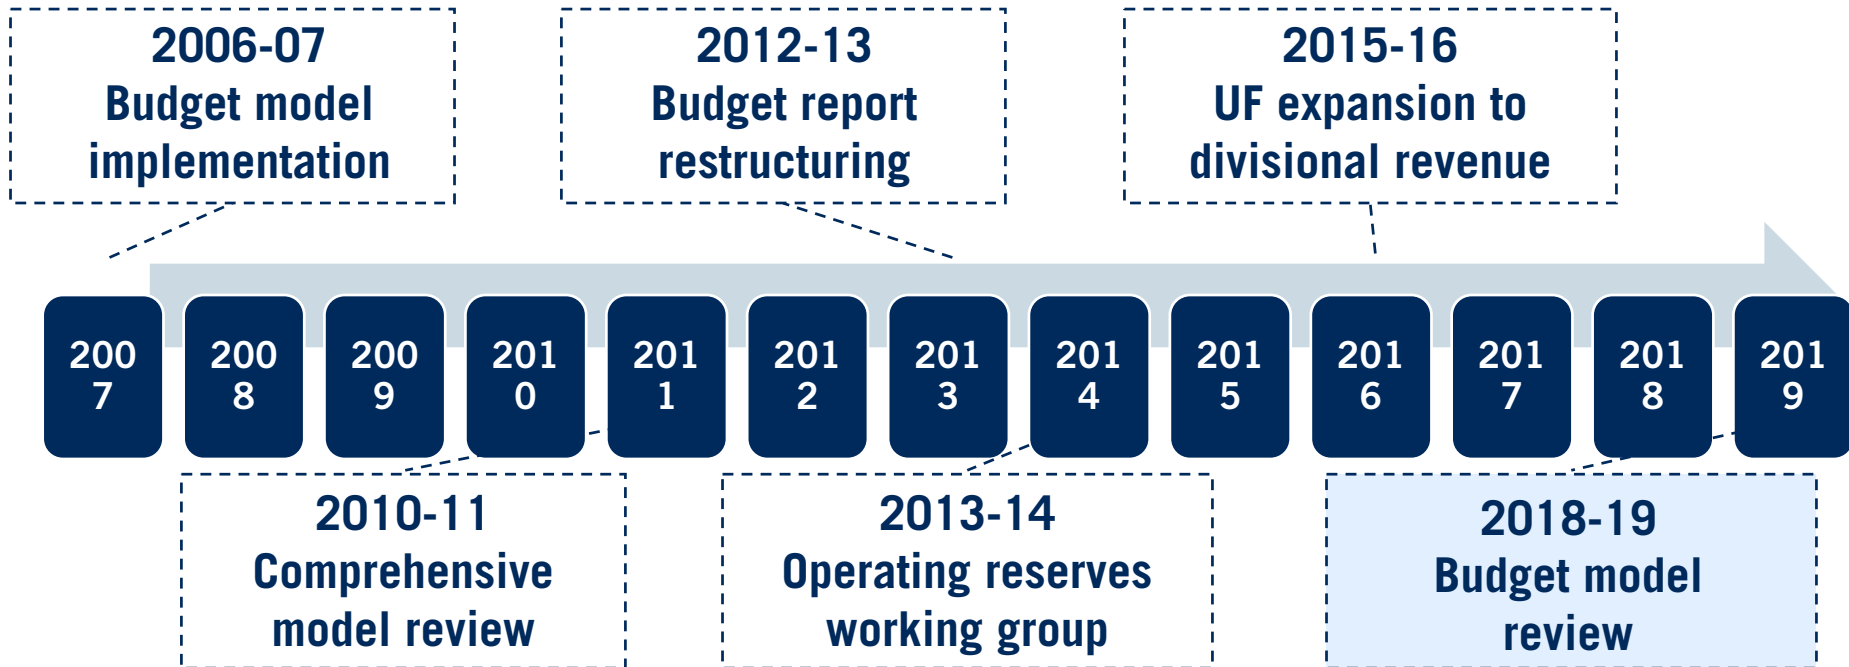 2006-07
Budget model
implementation
2012-13
Budget report
restructuring
2015-16
UF expansion to
divisional revenue
200
7
200
8
200
9
201
0
201
1
201
2
201
3
201
4
201
5
201
6
201
7
201
8
201
9
2010-11
Comprehensive
model review
2013-14
Operating reserves
working group
2018-19
Budget model
review